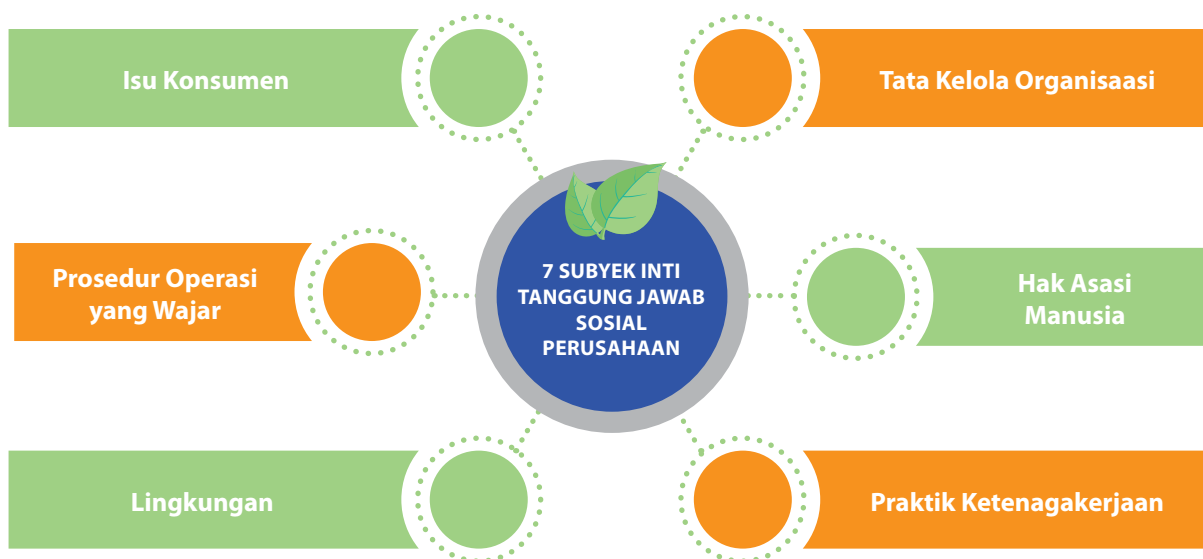 Isu Konsumen
Tata Kelola Organisaasi
Prosedur Operasi
yang Wajar
7 SUBYEK INTI
TANGGUNG JAWAB
SOSIAL
PERUSAHAAN
Hak Asasi
Manusia
Lingkungan
Praktik Ketenagakerjaan